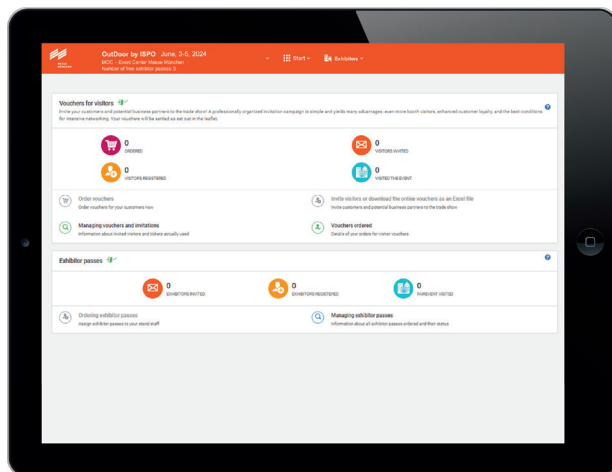 OutDoor by ISPO June, 3-5, 2024
MOC – Event Center Messe München
Number of free exhibitor passes: 0
Start
Exhibitors
Vouchers for visitors
Invite your customers and potential business partners to the trade show! A professionally organized invitation campaign is simple and yields many advantages: even more booth visitors, enhanced customer loyalty, and the best conditions
for intensive networking. Your vouchers will be settled as set out in the leaflet.
0
ORDERED
0
VISITORS INVITED
0
VISITORS REGISTERED
0
VISITED THE EVENT
Order vouchers
Order vouchers for your customers now
Invite visitors or download the online vouchers as an Excel file
Invite customers and potential business partners to the trade show
Managing vouchers and invitations
Information about invited visitors and tickets actually used
Vouchers ordered
Details of your orders for visitor vouchers
Exhibitor passes
0
EXHIBITORS INVITED
0
EXHIBITORS REGISTERED
0
FAIR/EVENT VISITED
Ordering exhibitor passes
Assign exhibitor passes to your stand staff
Managing exhibitor passes
Information about all exhibitor passes ordered and their status